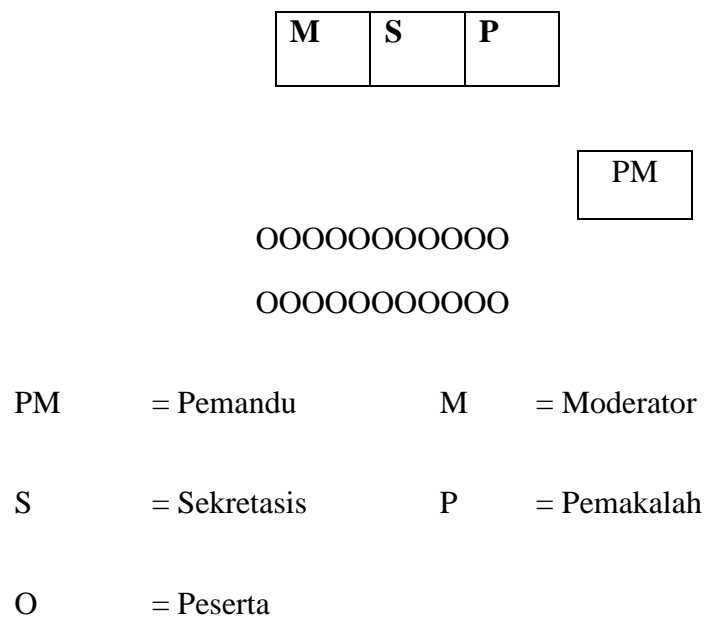 M S P
PM
OOOOOOOOOOO
OOOOOOOOOOO
PM = Pemandu M = Moderator
S = Sekretasis P = Pemakalah
O = Peserta